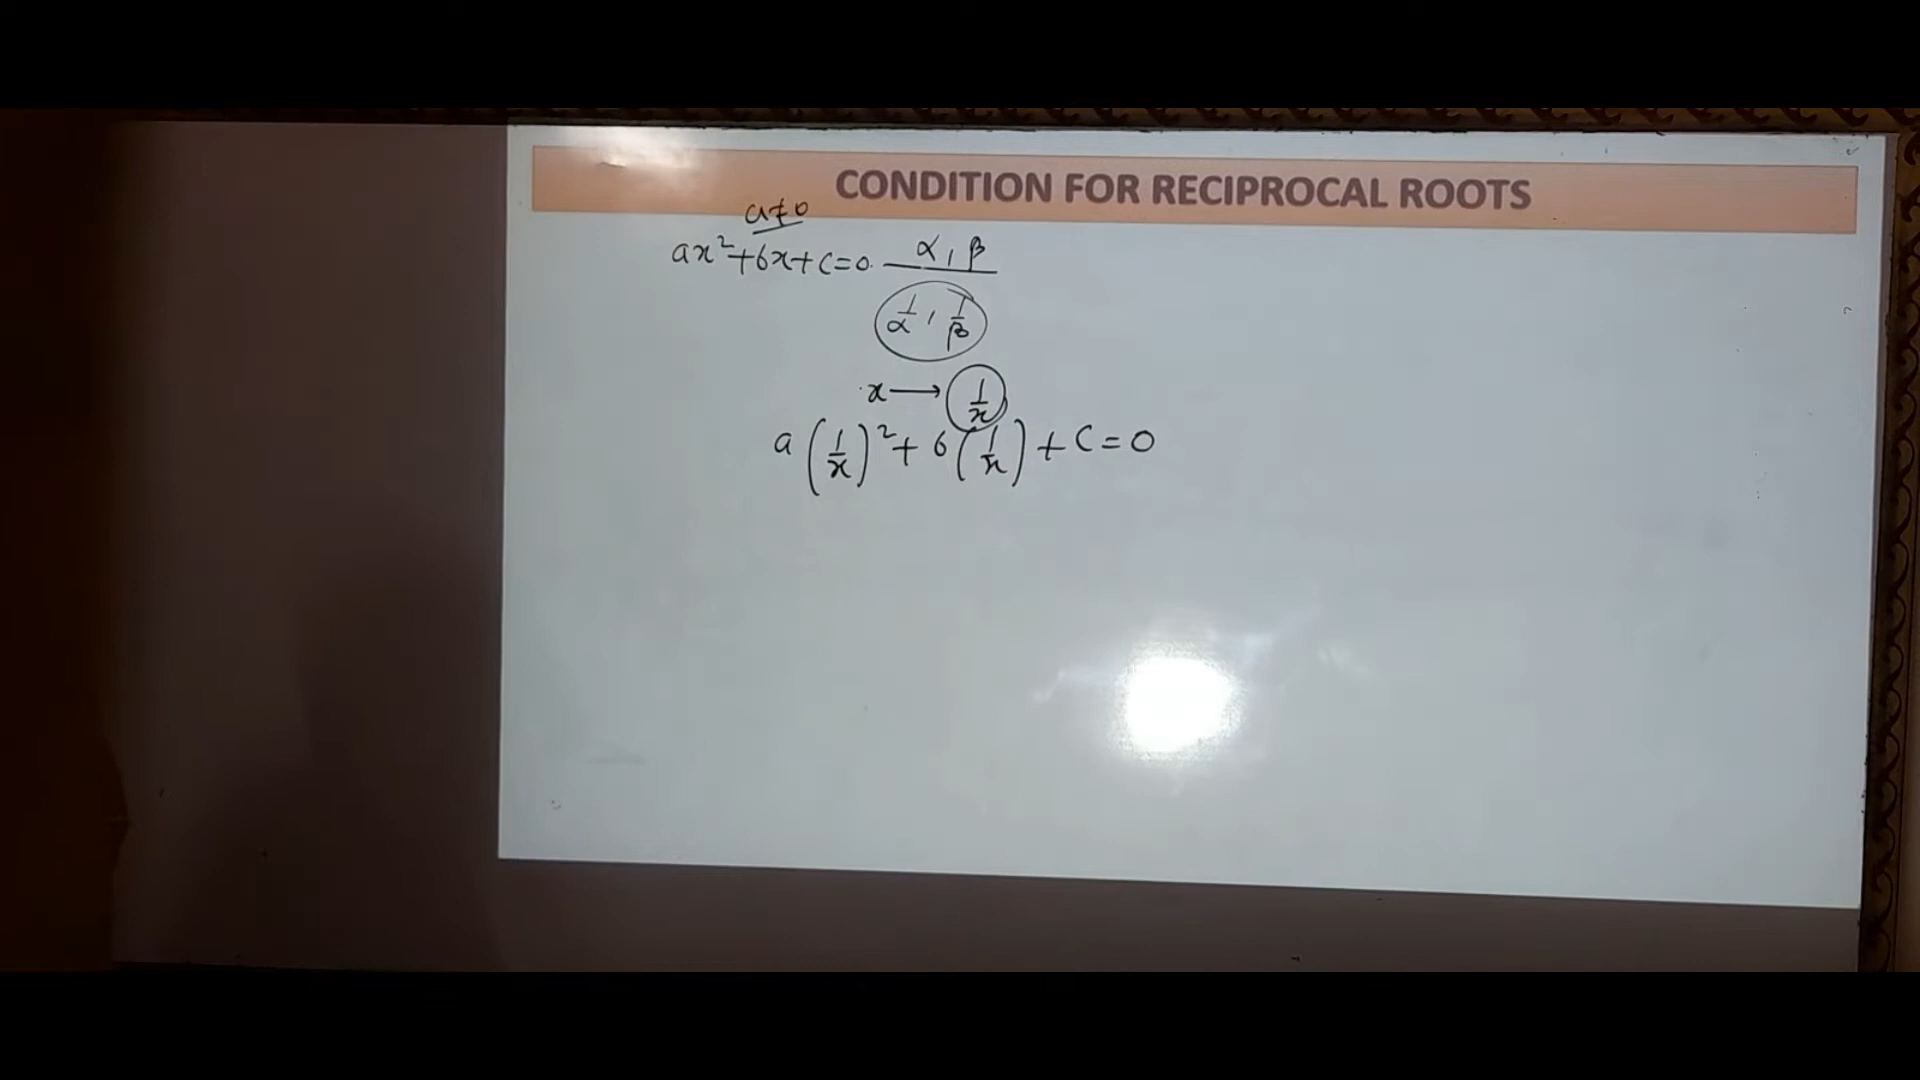 CONDITION FOR RECIPROCAL ROOTS
a≠0
ax²+bx+c=0 α, β
1/α, 1/β
x → 1/x
a(1/x)²+b(1/x)+c=0